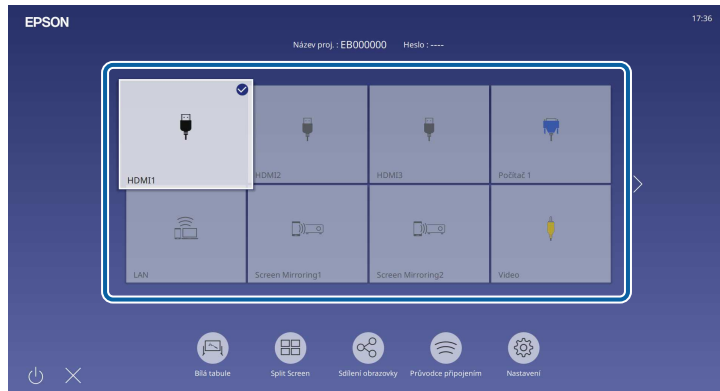 EPSON
17:36
Název proj. : EB000000 Heslo : ----
HDMI1
HDMI2
HDMI3
Počítač 1
LAN
Screen Mirroring1
Screen Mirroring2
Video
Bílá tabule
Split Screen
Sdílení obrazovky
Průvodce připojením
Nastavení